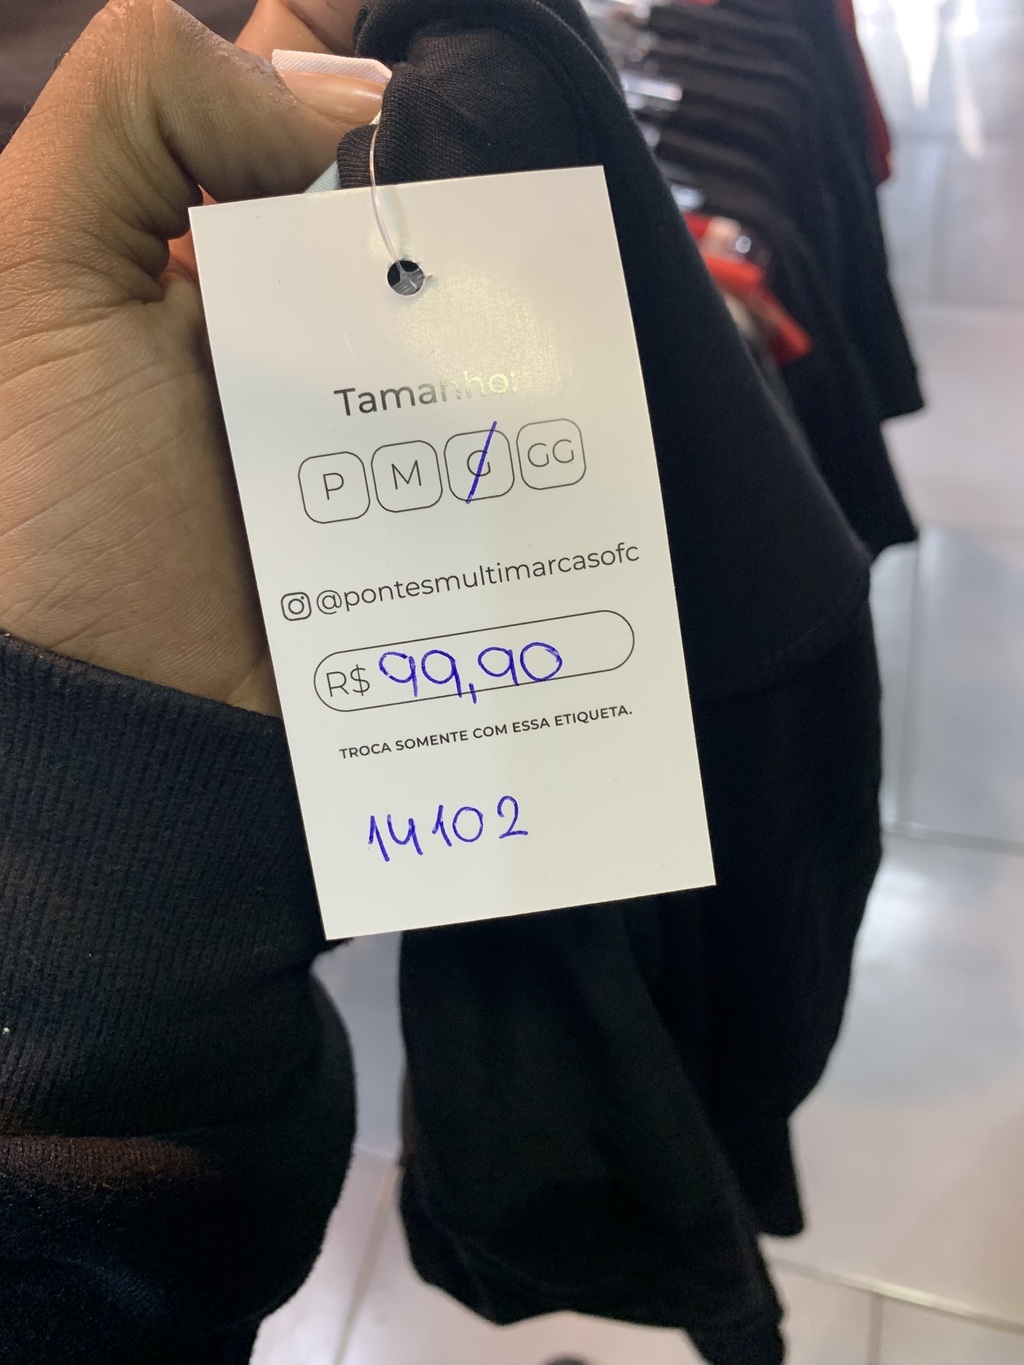 Tamanho:
P M G GG
@pontesmultimarcasofc
R$ 99,90
TROCA SOMENTE COM ESSA ETIQUETA.
14102